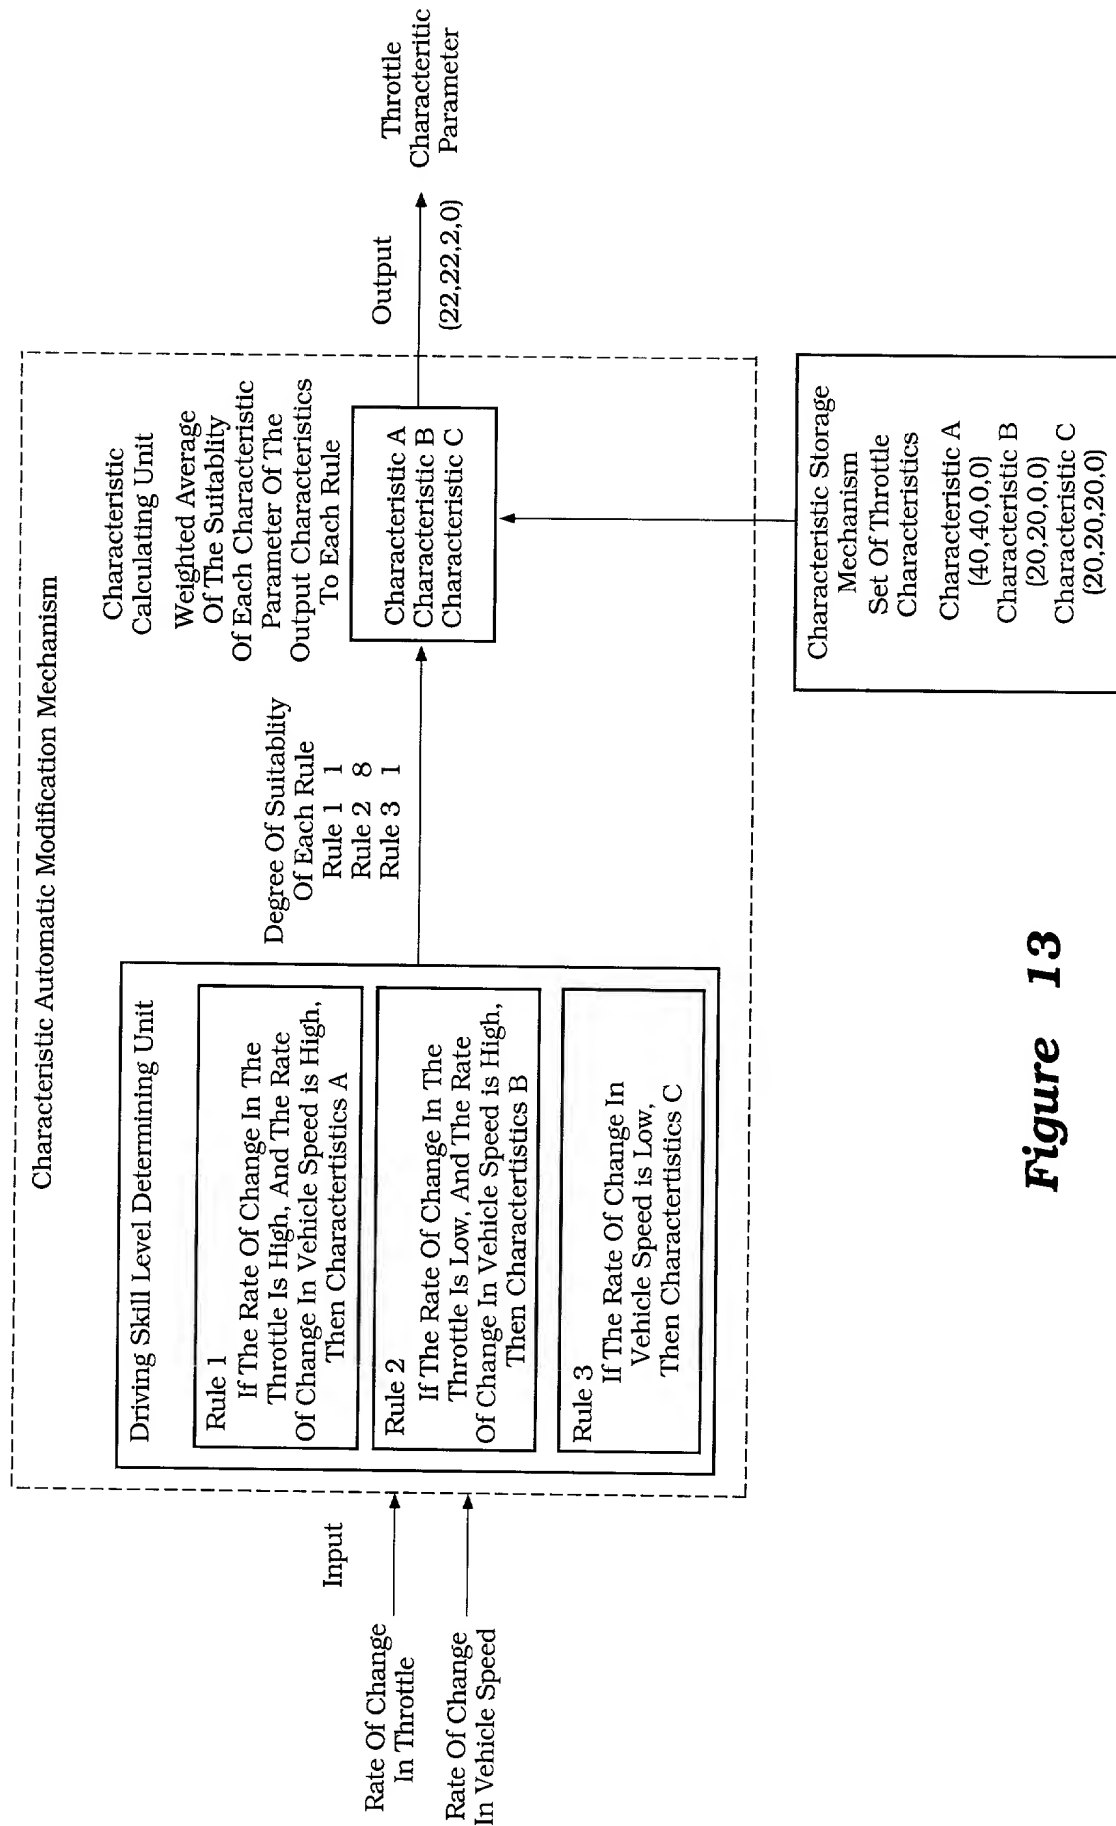 Characteristic Automatic Modification Mechanism
Input
Rate Of Change
In Throttle
Rate Of Change
In Vehicle Speed
Driving Skill Level Determining Unit
Rule 1
If The Rate Of Change In The
Throttle Is High, And The Rate
Of Change In Vehicle Speed is High,
Then Charactertistics A
Rule 2
If The Rate Of Change In The
Throttle Is Low, And The Rate
Of Change In Vehicle Speed is High,
Then Charactertistics B
Rule 3
If The Rate Of Change In
Vehicle Speed is Low,
Then Charactertistics C
Degree Of Suitablity
Of Each Rule
Rule 1 1
Rule 2 8
Rule 3 1
Characteristic
Calculating Unit
Weighted Average
Of The Suitablity
Of Each Characteristic
Parameter Of The
Output Characteristics
To Each Rule
Characteristic A
Characteristic B
Characteristic C
Output
(22,22,2,0)
Throttle
Characteritic
Parameter
Characteristic Storage
Mechanism
Set Of Throttle
Characteristics
Characteristic A
(40,40,0,0)
Characteristic B
(20,20,0,0)
Characteristic C
(20,20,20,0)
Figure 13